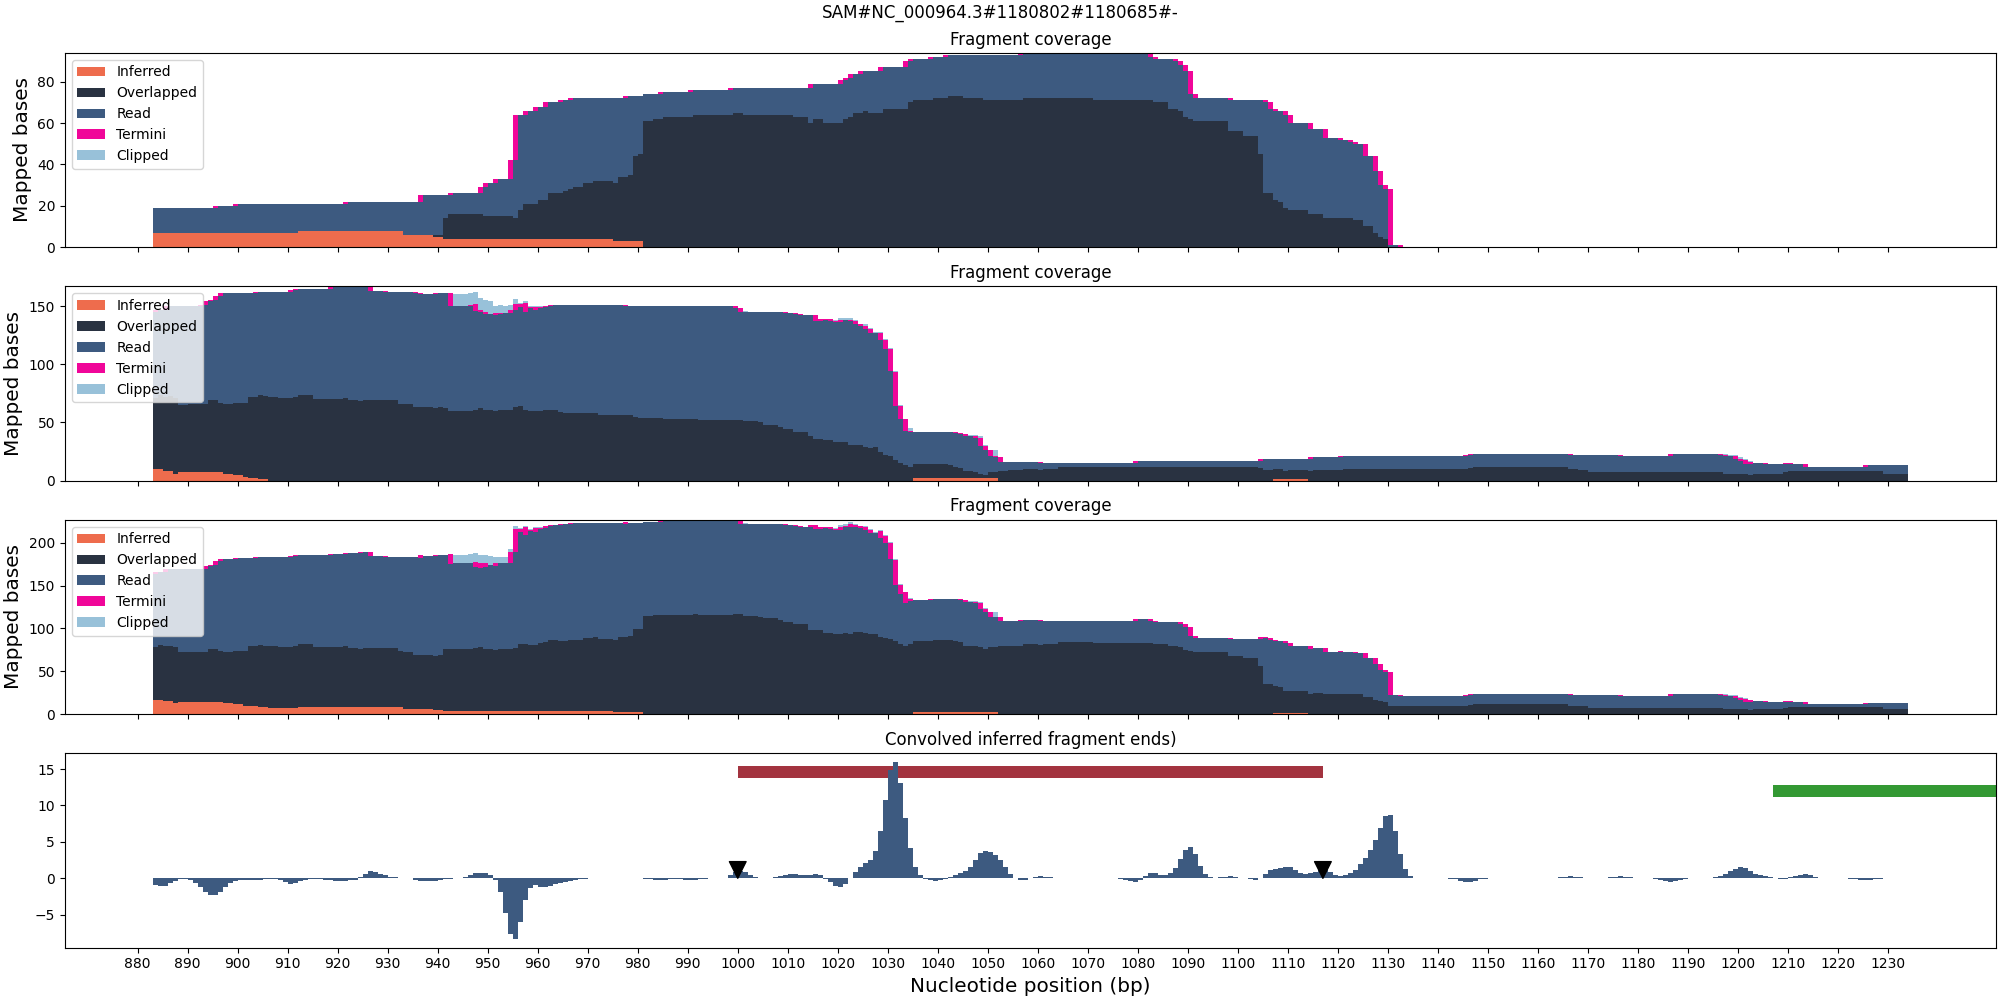 SAM#NC_000964.3#1180802#1180685#-
Fragment coverage
Mapped bases
80
60
40
20
0
Inferred
Overlapped
Read
Termini
Clipped
Fragment coverage
Mapped bases
150
100
50
0
Inferred
Overlapped
Read
Termini
Clipped
Fragment coverage
Mapped bases
200
150
100
50
0
Inferred
Overlapped
Read
Termini
Clipped
Convolved inferred fragment ends)
15
10
5
0
−5
880 890 900 910 920 930 940 950 960 970 980 990 1000 1010 1020 1030 1040 1050 1060 1070 1080 1090 1100 1110 1120 1130 1140 1150 1160 1170 1180 1190 1200 1210 1220 1230
Nucleotide position (bp)